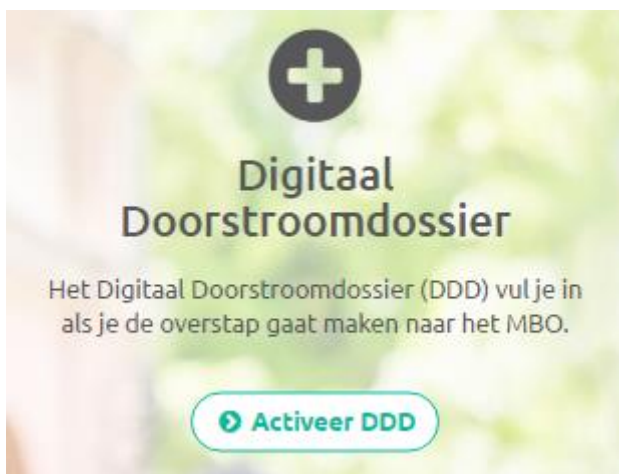 Digitaal
Doorstroomdossier
Het Digitaal Doorstroomdossier (DDD) vul je in
als je de overstap gaat maken naar het MBO.
Activeer DDD